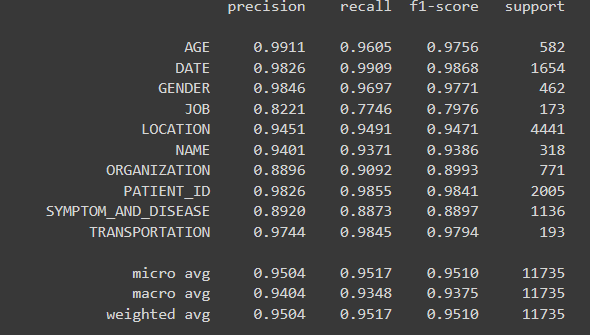 precision recall f1-score support
AGE 0.9911 0.9605 0.9756 582
DATE 0.9826 0.9909 0.9868 1654
GENDER 0.9846 0.9697 0.9771 462
JOB 0.8221 0.7746 0.7976 173
LOCATION 0.9451 0.9491 0.9471 4441
NAME 0.9401 0.9371 0.9386 318
ORGANIZATION 0.8896 0.9092 0.8993 771
PATIENT_ID 0.9826 0.9855 0.9841 2005
SYMPTOM_AND_DISEASE 0.8920 0.8873 0.8897 1136
TRANSPORTATION 0.9744 0.9845 0.9794 193
micro avg 0.9504 0.9517 0.9510 11735
macro avg 0.9404 0.9348 0.9375 11735
weighted avg 0.9504 0.9517 0.9510 11735